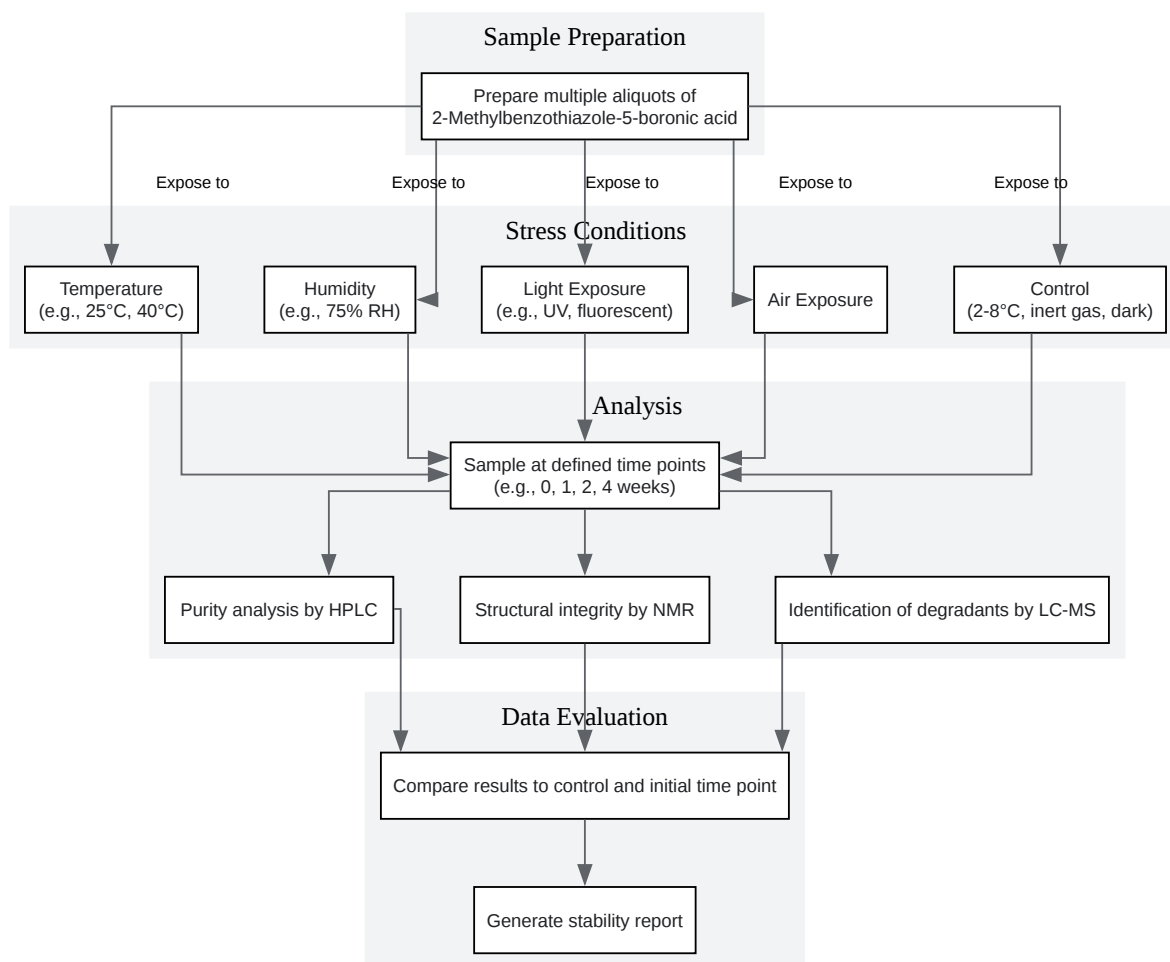 Sample Preparation
Prepare multiple aliquots of
2-Methylbenzothiazole-5-boronic acid
Expose to
Expose to
Expose to
Expose to
Expose to
Stress Conditions
Temperature
(e.g., 25°C, 40°C)
Humidity
(e.g., 75% RH)
Light Exposure
(e.g., UV, fluorescent)
Air Exposure
Control
(2-8°C, inert gas, dark)
Analysis
Sample at defined time points
(e.g., 0, 1, 2, 4 weeks)
Purity analysis by HPLC
Structural integrity by NMR
Identification of degradants by LC-MS
Data Evaluation
Compare results to control and initial time point
Generate stability report